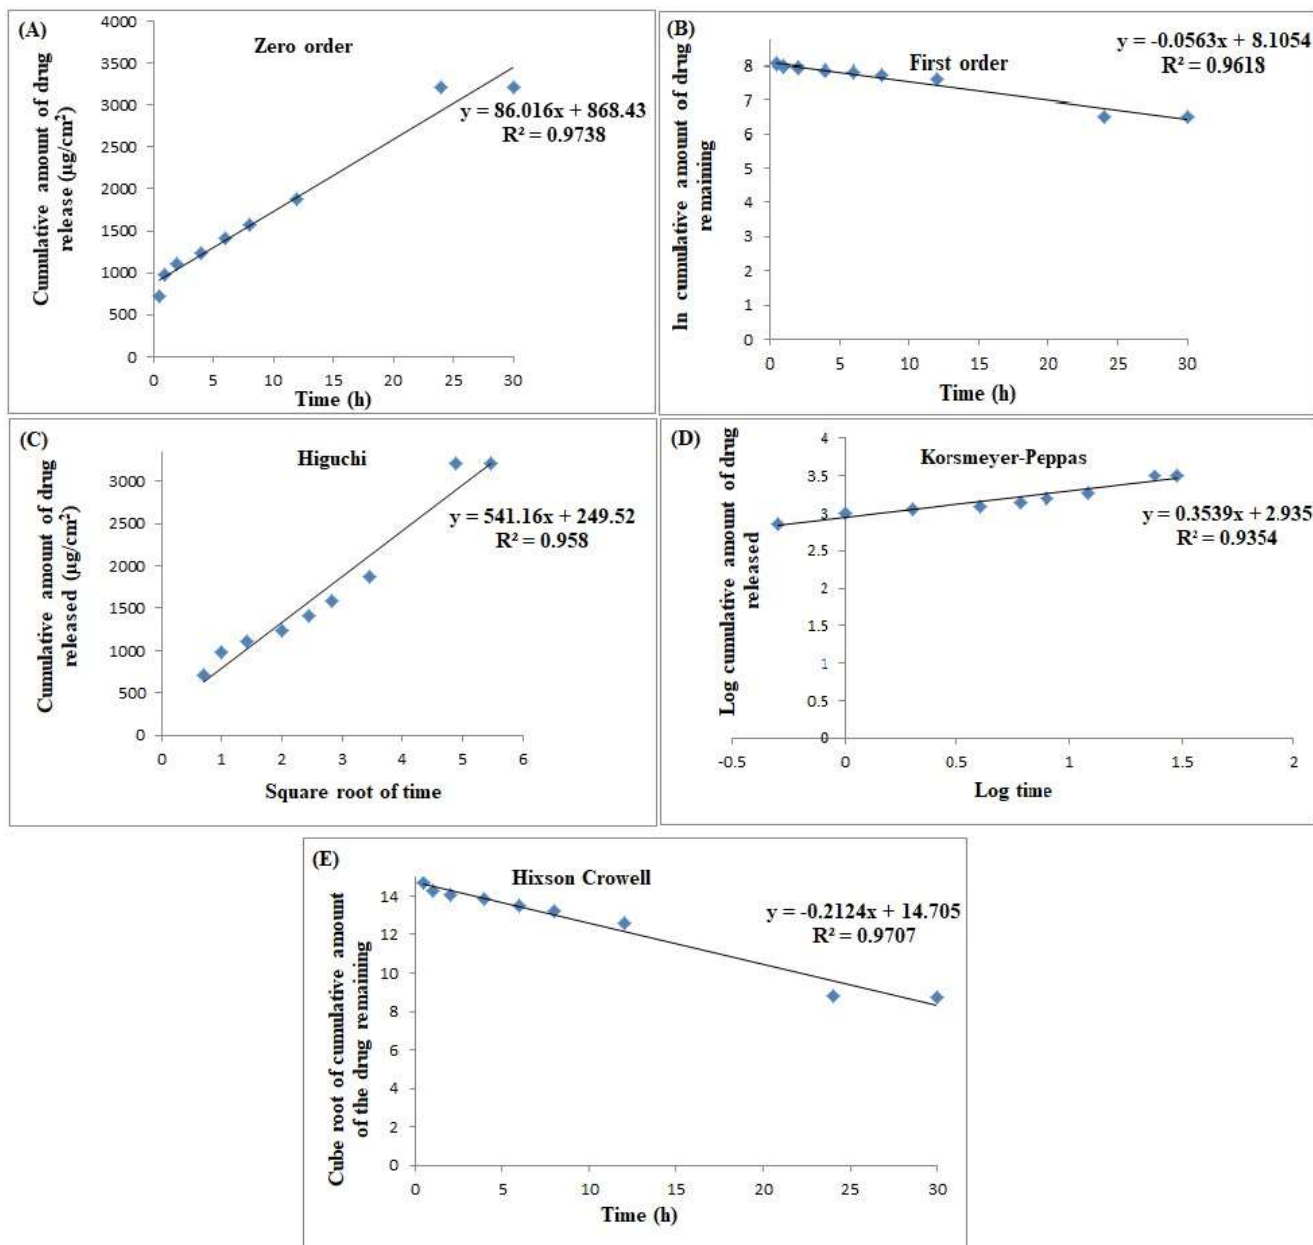 (A)
Zero order
Cumulative amount of drug
release (µg/cm²)
4000
3500
3000
2500
2000
1500
1000
500
0
y = 86.016x + 868.43
R² = 0.9738
0 5 10 15 20 25 30
Time (h)
(B)
First order
y = -0.0563x + 8.1054
R² = 0.9618
ln cumulative amount of drug
remaining
8
7
6
5
4
3
2
1
0
0 5 10 15 20 25 30
Time (h)
(C)
Higuchi
Cumulative amount of drug
released (µg/cm²)
3000
2500
2000
1500
1000
500
0
y = 541.16x + 249.52
R² = 0.958
0 1 2 3 4 5 6
Square root of time
(D)
Korsmeyer-Peppas
Log cumulative amount of drug
released
4
3.5
3
2.5
2
1.5
1
0.5
0
y = 0.3539x + 2.935
R² = 0.9354
-0.5 0 0.5 1 1.5 2
Log time
(E)
Hixson Crowell
Cube root of cumulative amount
of the drug remaining
14
12
10
8
6
4
2
0
y = -0.2124x + 14.705
R² = 0.9707
0 5 10 15 20 25 30
Time (h)